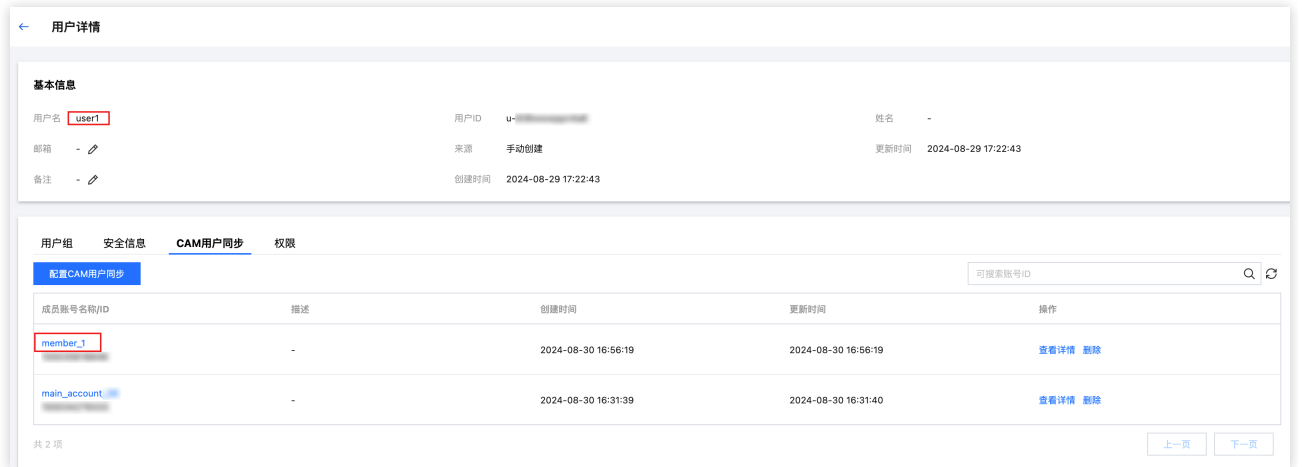 用户详情
基本信息
用户名 user1 用户ID u- 姓名 -
邮箱 - 来源 手动创建 更新时间 2024-08-29 17:22:43
备注 - 创建时间 2024-08-29 17:22:43
用户组 安全信息 CAM用户同步 权限
配置CAM用户同步 可搜索账号ID
成员账号名称/ID 描述 创建时间 更新时间 操作
member_1
- 2024-08-30 16:56:19 2024-08-30 16:56:19 查看详情 删除
main_account
- 2024-08-30 16:31:39 2024-08-30 16:31:40 查看详情 删除
共 2 项 上一页 下一页